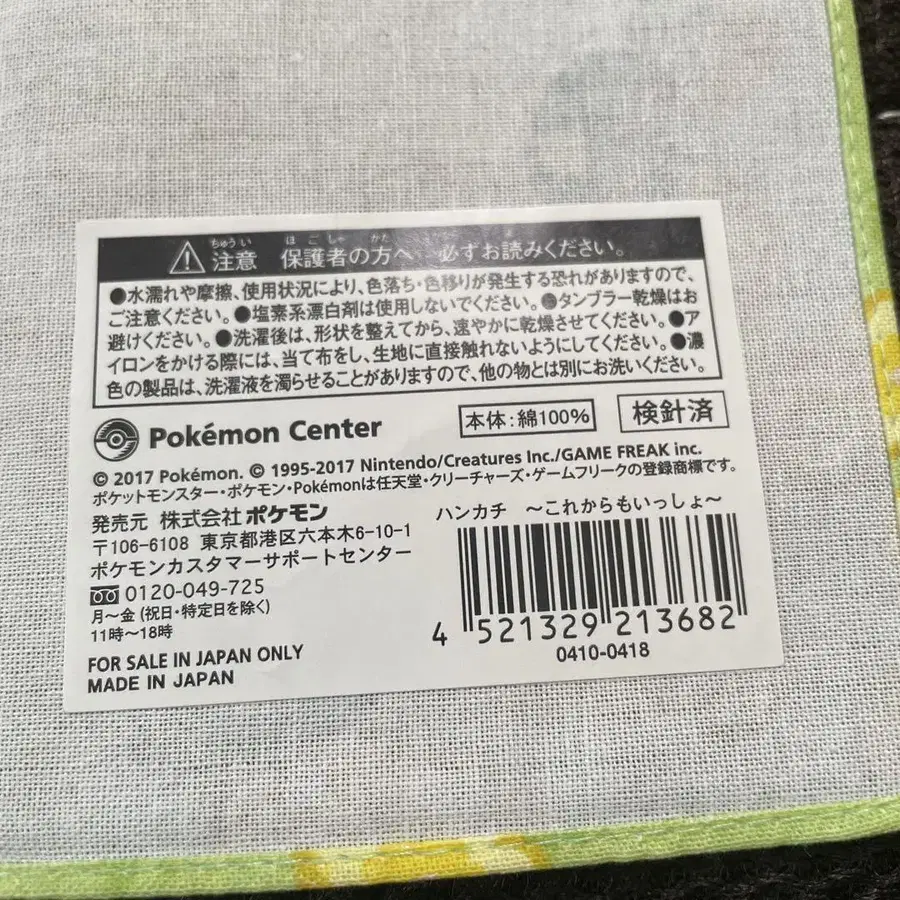 注意 保護者の方へ 必ずお読みください。
ちゅうい ほごしゃ かた
●水濡れや摩擦、使用状況により、色落ち・色移りが発生する恐れがありますので、
ご注意ください。●塩素系漂白剤は使用しないでください。●タンブラー乾燥はお
避けください。●洗濯後は、形状を整えてから、速やかに乾燥させてください。●ア
イロンをかける際には、当て布をし、生地に直接触れないようにしてください。●濃
色の製品は、洗濯液を濁らせることがありますので、他の物とは別にお洗いください。
Pokémon Center 本体:綿100% 検針済
© 2017 Pokémon. © 1995-2017 Nintendo/Creatures Inc./GAME FREAK inc.
ポケットモンスター・ポケモン・Pokémonは任天堂・クリーチャーズ・ゲームフリークの登録商標です。
発売元 株式会社ポケモン
〒106-6108 東京都港区六本木6-10-1
ポケモンカスタマーサポートセンター
0120-049-725
月~金 (祝日・特定日を除く)
11時~18時
FOR SALE IN JAPAN ONLY
MADE IN JAPAN
ハンカチ ~これからもいっしょ~
4 521329 213682
0410-0418